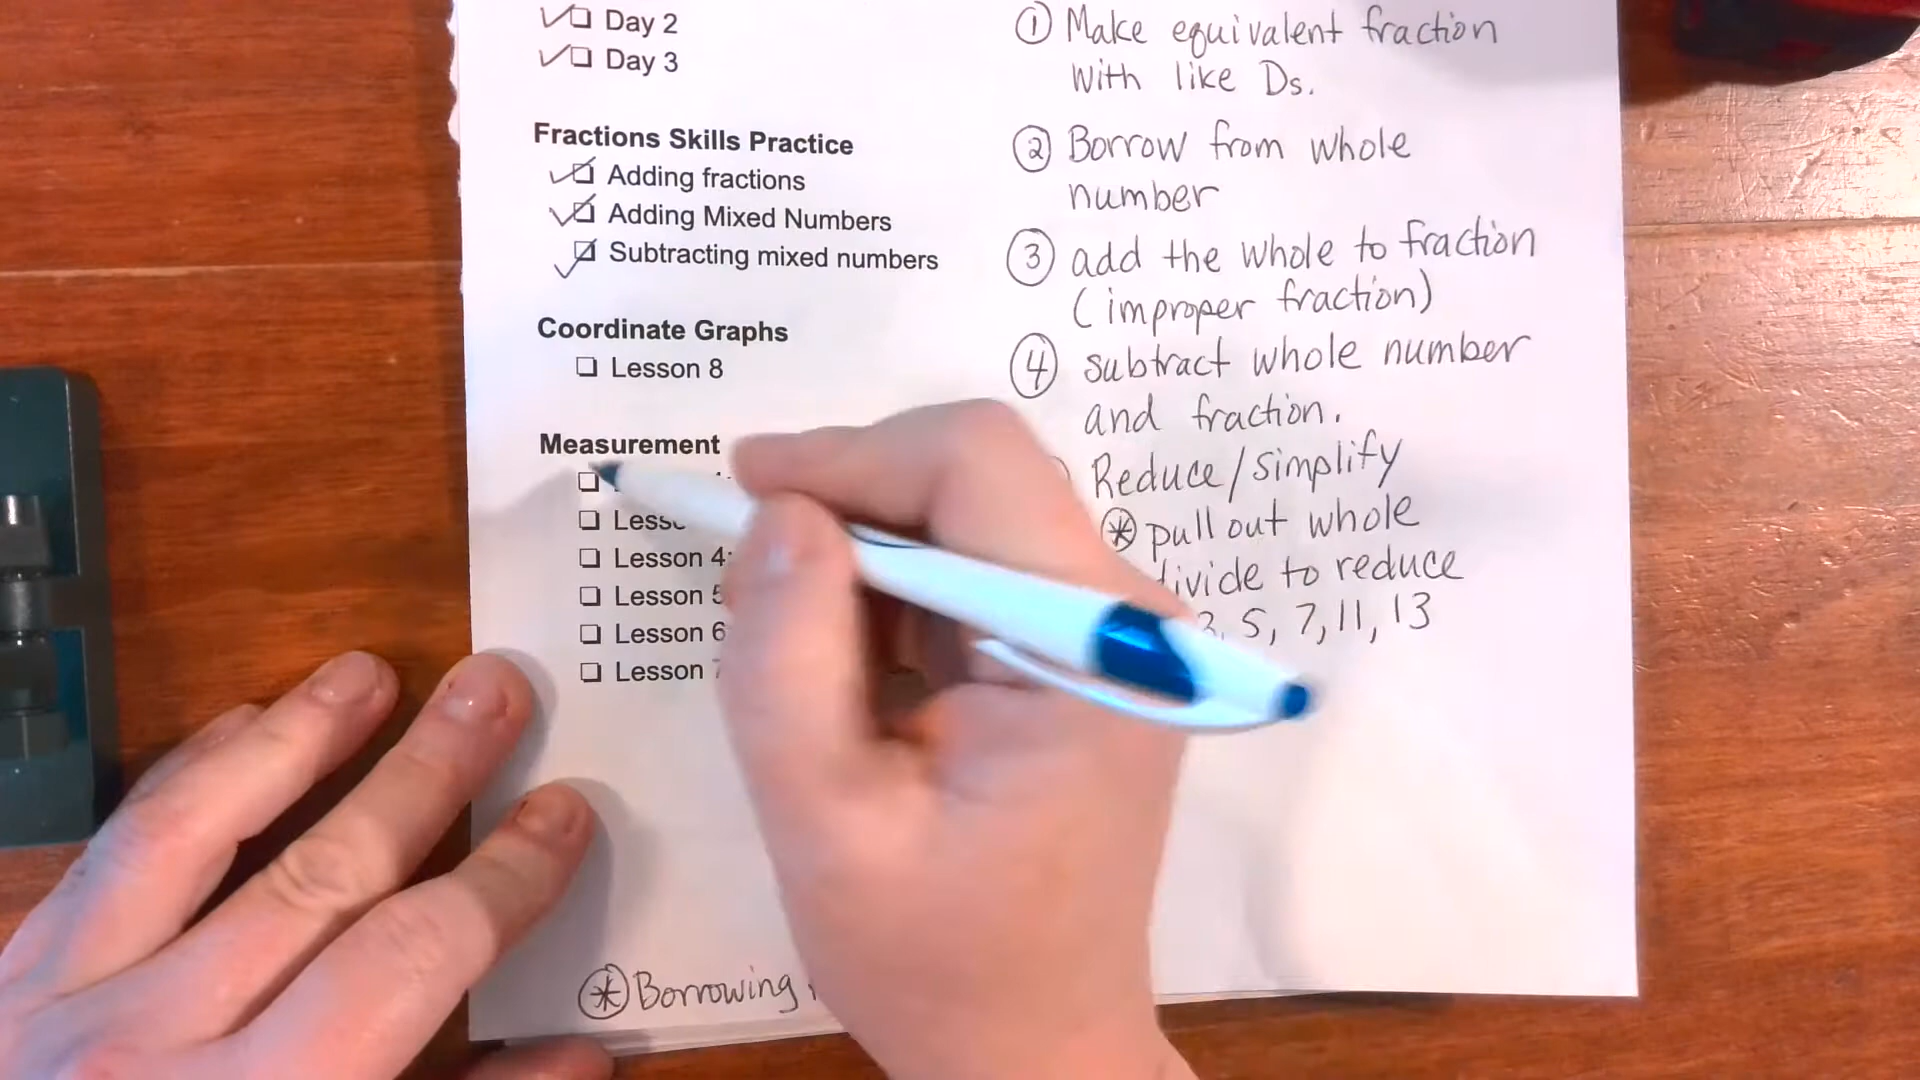 Day 2
Day 3
Fractions Skills Practice
Adding fractions
Adding Mixed Numbers
Subtracting mixed numbers
Coordinate Graphs
Lesson 8
Measurement
Lesson 4:
Lesson 5
Lesson 6
Lesson
Borrowing
① Make equivalent fraction
with like Ds.
② Borrow from whole
number
③ add the whole to fraction
(improper fraction)
④ subtract whole number
and fraction.
Reduce/simplify
pull out whole
to reduce
5, 7, 11, 13